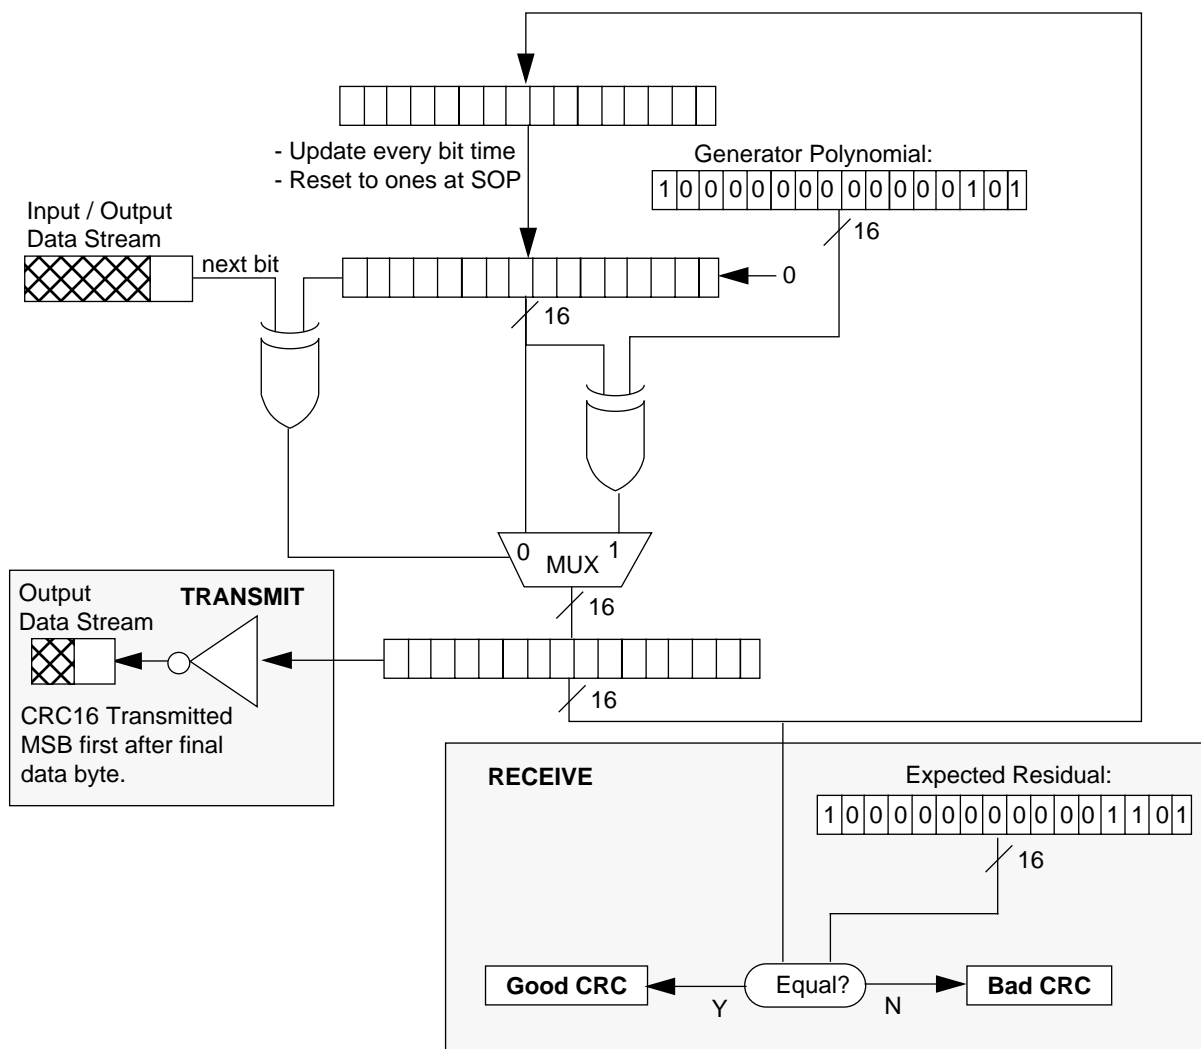 - Update every bit time
- Reset to ones at SOP
Generator Polynomial:
1 0 0 0 0 0 0 0 0 0 0 0 0 1 0 1
16
Input / Output
Data Stream
next bit
0
16
0
1
MUX
16
Output
TRANSMIT
Data Stream
CRC16 Transmitted
MSB first after final
data byte.
16
RECEIVE
Expected Residual:
1 0 0 0 0 0 0 0 0 0 0 0 1 1 0 1
16
Good CRC
Y
Equal?
N
Bad CRC